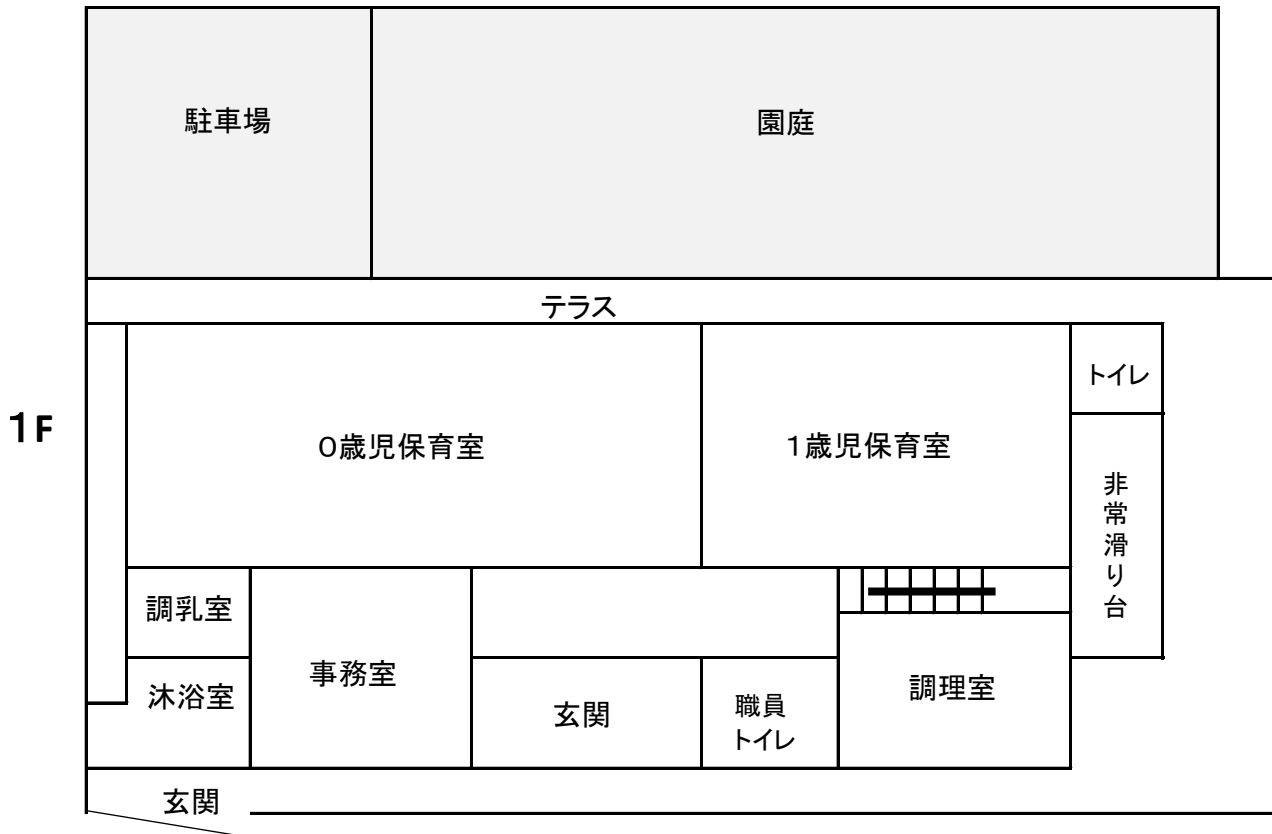 駐車場
園庭
テラス
1F
0歳児保育室
1歳児保育室
トイレ
非常滑り台
調乳室
沐浴室
事務室
玄関
職員
トイレ
調理室
玄関